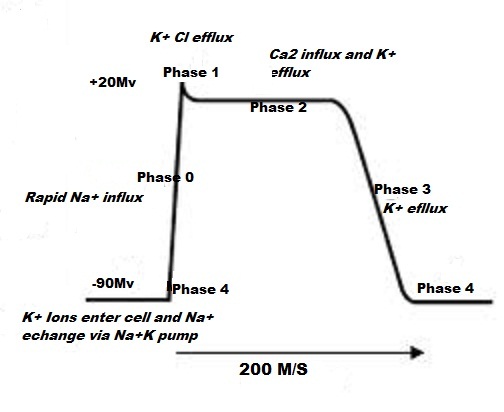 K+ Cl efflux
Ca2 influx and K+
efflux
Phase 1
+20Mv
Phase 2
Phase 0
Rapid Na+ influx
Phase 3
K+ efllux
-90Mv
Phase 4
Phase 4
K+ Ions enter cell and Na+
echange via Na+K pump
200 M/S